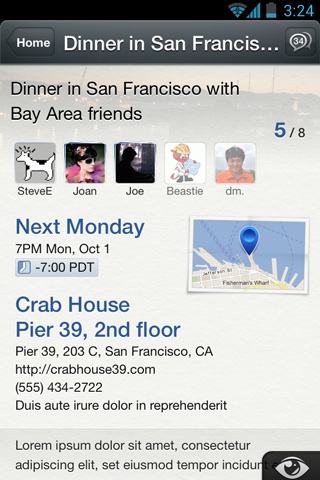 3:24
Home
Dinner in San Francis...
34
Dinner in San Francisco with
Bay Area friends
5 / 8
SteveE
Joan
Joe
Beastie
dm.
Next Monday
7PM Mon, Oct 1
-7:00 PDT
Jefferson St
Fisherman's Wharf
Crab House
Pier 39, 2nd floor
Pier 39, 203 C, San Francisco, CA
http://crabhouse39.com
(555) 434-2722
Duis aute irure dolor in reprehenderit
Lorem ipsum dolor sit amet, consectetur
adipiscing elit, sed do eiusmod tempor